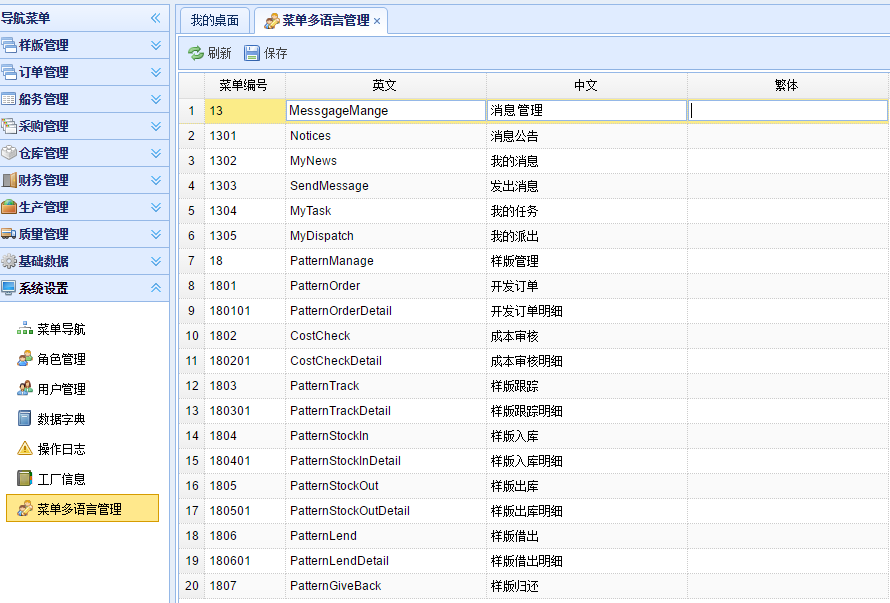 导航菜单
样版管理
订单管理
船务管理
采购管理
仓库管理
财务管理
生产管理
质量管理
基础数据
系统设置
菜单导航
角色管理
用户管理
数据字典
操作日志
工厂信息
菜单多语言管理
我的桌面 菜单多语言管理 ×
刷新 保存
菜单编号 英文 中文 繁体
1 13 MessgageMange 消息管理
2 1301 Notices 消息公告
3 1302 MyNews 我的消息
4 1303 SendMessage 发出消息
5 1304 MyTask 我的任务
6 1305 MyDispatch 我的派出
7 18 PatternManage 样版管理
8 1801 PatternOrder 开发订单
9 180101 PatternOrderDetail 开发订单明细
10 1802 CostCheck 成本审核
11 180201 CostCheckDetail 成本审核明细
12 1803 PatternTrack 样版跟踪
13 180301 PatternTrackDetail 样版跟踪明细
14 1804 PatternStockIn 样版入库
15 180401 PatternStockInDetail 样版入库明细
16 1805 PatternStockOut 样版出库
17 180501 PatternStockOutDetail 样版出库明细
18 1806 PatternLend 样版借出
19 180601 PatternLendDetail 样版借出明细
20 1807 PatternGiveBack 样版归还